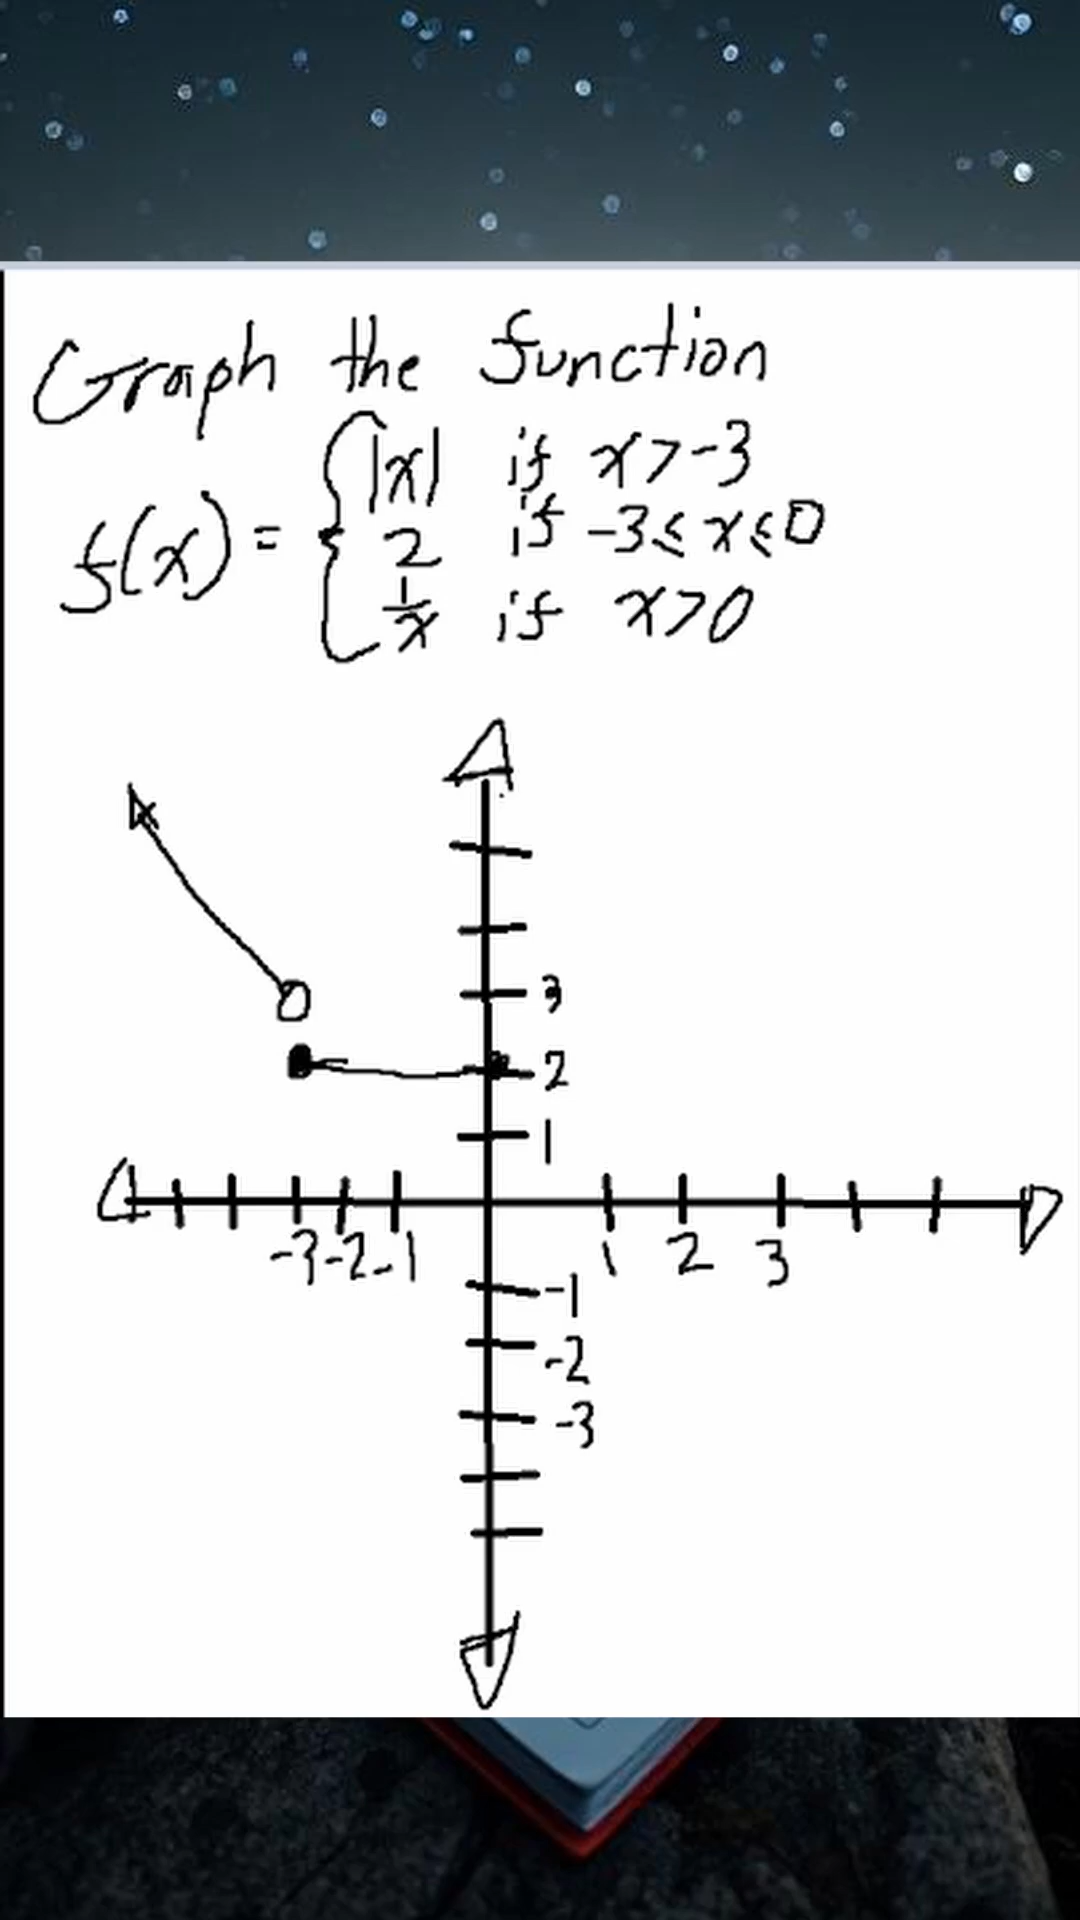 Graph the function
|x| if x > -3
f(x) = { 2 if -3 ≤ x ≤ 0
1/x if x > 0
3
2
1
-3 -2 -1 1 2 3
-1
-2
-3